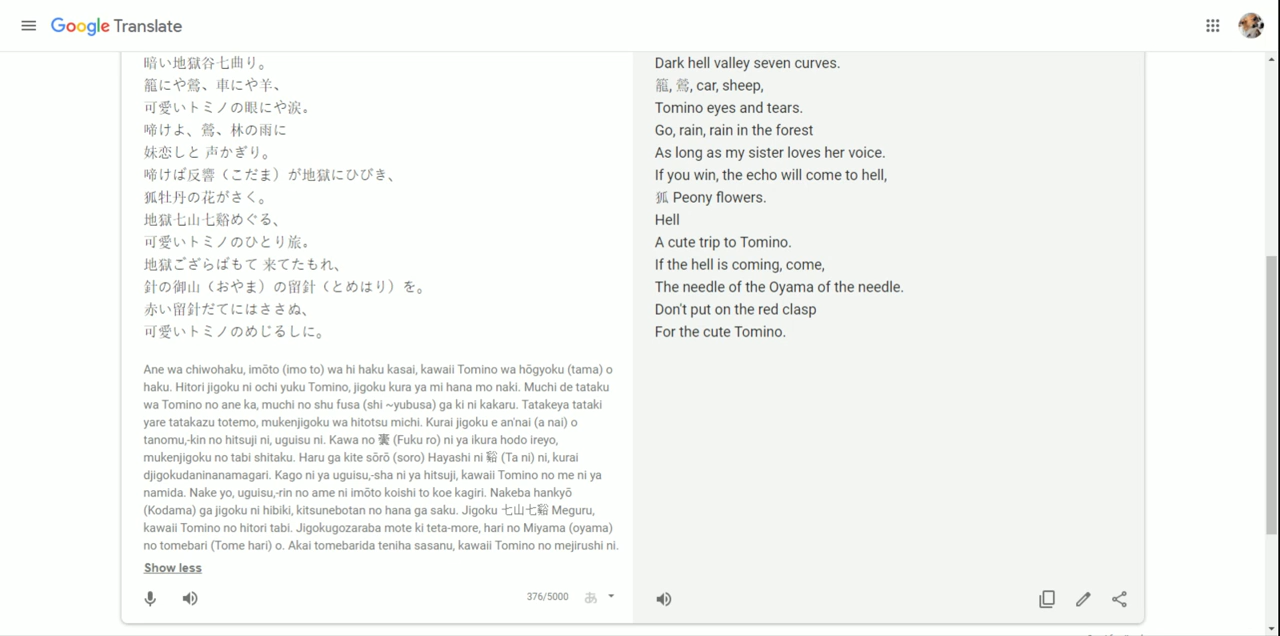 Google Translate
暗い地獄谷七曲り。
籠にや鶯、車にや羊、
可愛いトミノの眼にや涙。
啼けよ、鶯、林の雨に
妹恋しと 声かぎり。
啼けば反響（こだま）が地獄にひびき、
狐牡丹の花がさく。
地獄七山七谿めぐる、
可愛いトミノのひとり旅。
地獄ござらばもて 来てたもれ、
針の御山（おやま）の留針（とめはり）を。
赤い留針だてにはささぬ、
可愛いトミノのめじるしに。
Ane wa chiwohaku, imōto (imo to) wa hi haku kasai, kawaii Tomino wa hōgyoku (tama) o
haku. Hitori jigoku ni ochi yuku Tomino, jigoku kura ya mi hana mo naki. Muchi de tataku
wa Tomino no ane ka, muchi no shu fusa (shi ~yubusa) ga ki ni kakaru. Tatakeya tataki
yare tatakazu totemo, mukenjigoku wa hitotsu michi. Kurai jigoku e an'nai (a nai) o
tanomu,-kin no hitsuji ni, uguisu ni. Kawa no 嚢 (Fuku ro) ni ya ikura hodo ireyo,
mukenjigoku no tabi shitaku. Haru ga kite sōrō (soro) Hayashi ni 谿 (Ta ni) ni, kurai
djigokudaninanamagari. Kago ni ya uguisu,-sha ni ya hitsuji, kawaii Tomino no me ni ya
namida. Nake yo, uguisu,-rin no ame ni imōto koishi to koe kagiri. Nakeba hankyō
(Kodama) ga jigoku ni hibiki, kitsunebotan no hana ga saku. Jigoku 七山七谿 Meguru,
kawaii Tomino no hitori tabi. Jigokugozaraba mote ki teta-more, hari no Miyama (oyama)
no tomebari (Tome hari) o. Akai tomebarida teniha sasanu, kawaii Tomino no mejirushi ni.
Show less
376/5000 あ
Dark hell valley seven curves.
籠, 鶯, car, sheep,
Tomino eyes and tears.
Go, rain, rain in the forest
As long as my sister loves her voice.
If you win, the echo will come to hell,
狐 Peony flowers.
Hell
A cute trip to Tomino.
If the hell is coming, come,
The needle of the Oyama of the needle.
Don't put on the red clasp
For the cute Tomino.